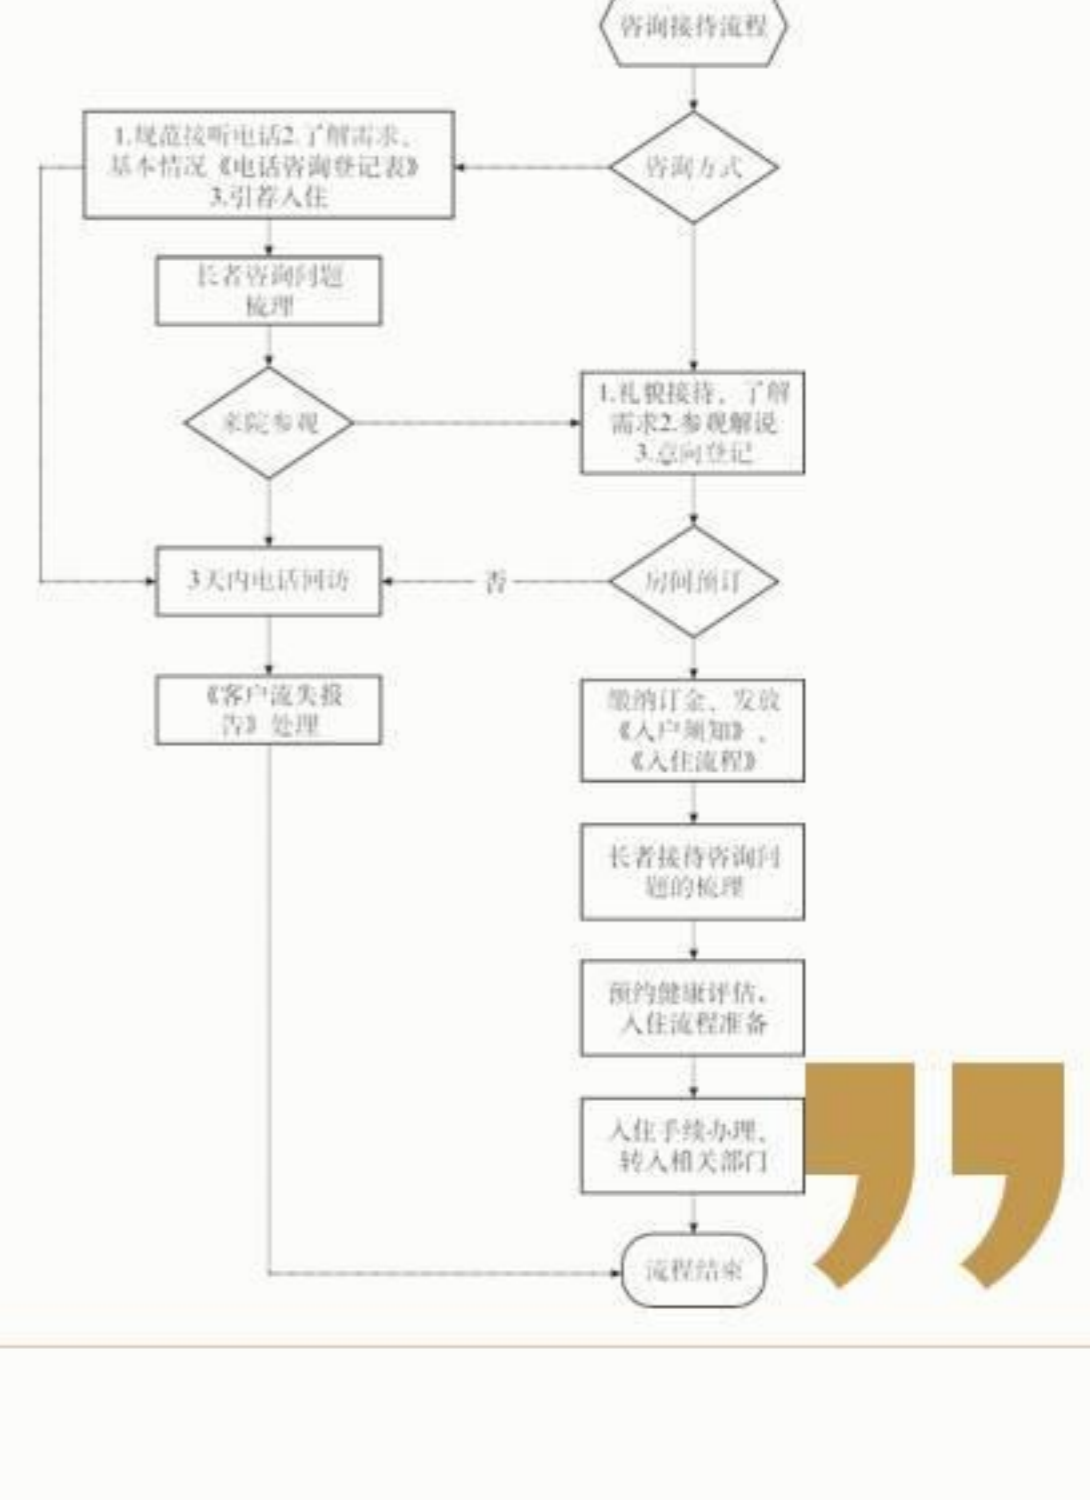 咨询接待流程
咨询方式
1.规范接听电话2.了解需求、
基本情况《电话咨询登记表》
3.引荐入住
长者咨询问题
梳理
来院参观
1.礼貌接待、了解
需求2.参观解说
3.意向登记
3天内电话回访
否
房间预订
《客户流失报
告》处理
缴纳订金、发放
《入户须知》、
《入住流程》
长者接待咨询问
题的梳理
预约健康评估、
入住流程准备
入住手续办理、
转入相关部门
流程结束